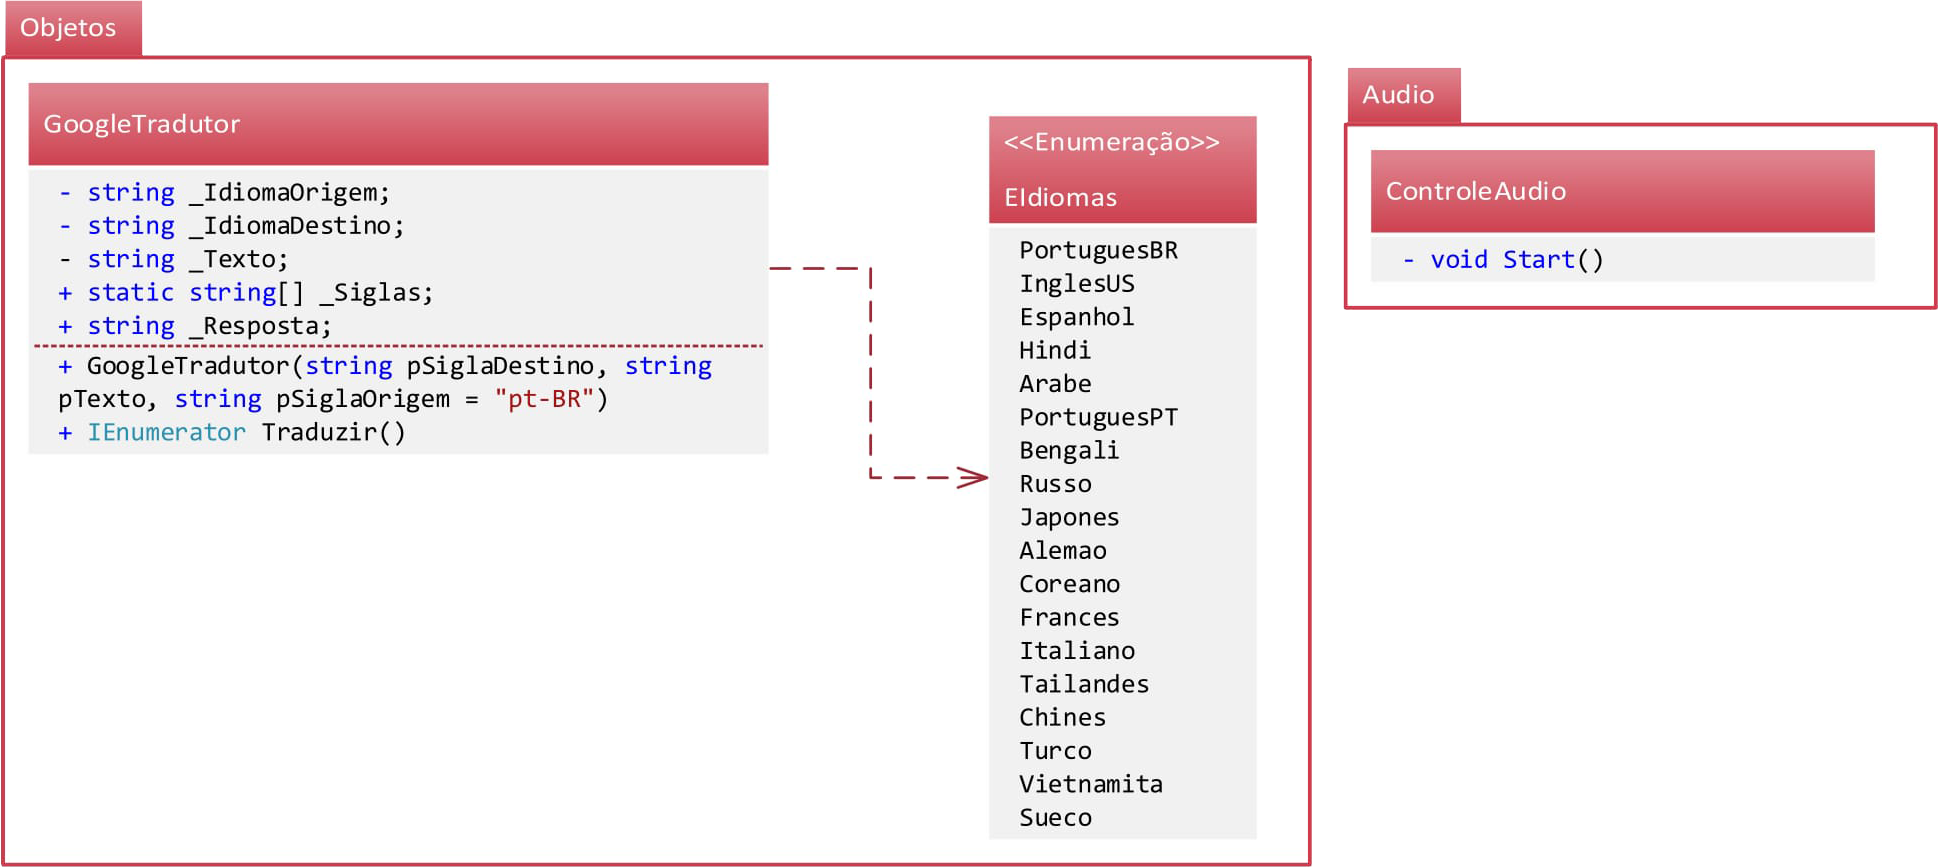 Objetos
GoogleTradutor
- string _IdiomaOrigem;
- string _IdiomaDestino;
- string _Texto;
+ static string[] _Siglas;
+ string _Resposta;
+ GoogleTradutor(string pSiglaDestino, string
pTexto, string pSiglaOrigem = "pt-BR")
+ IEnumerator Traduzir()
<<Enumeração>>
EIdiomas
PortuguesBR
InglesUS
Espanhol
Hindi
Arabe
PortuguesPT
Bengali
Russo
Japones
Alemao
Coreano
Frances
Italiano
Tailandes
Chines
Turco
Vietnamita
Sueco
Audio
ControleAudio
- void Start()